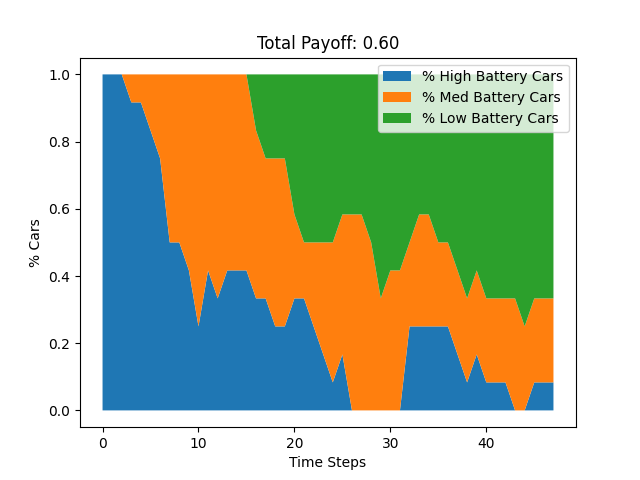 Total Payoff: 0.60
% High Battery Cars
% Med Battery Cars
% Low Battery Cars
1.0
0.8
0.6
0.4
0.2
0.0
% Cars
0 10 20 30 40
Time Steps